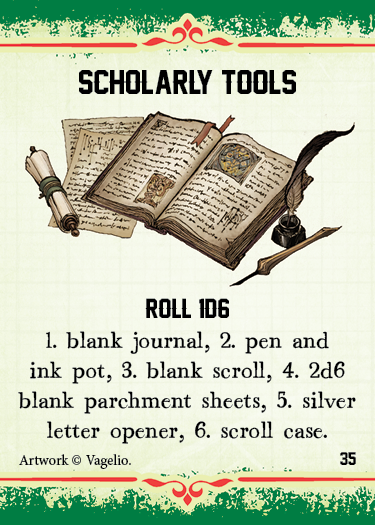 SCHOLARLY TOOLS
ROLL 1D6
1. blank journal, 2. pen and
ink pot, 3. blank scroll, 4. 2d6
blank parchment sheets, 5. silver
letter opener, 6. scroll case.
Artwork © Vagelio.
35